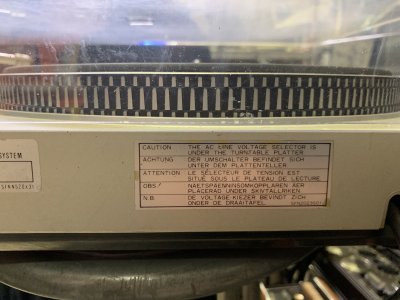 SYSTEM
CAUTION THE AC LINE VOLTAGE SELECTOR IS
UNDER THE TURNTABLE PLATTER.
ACHTUNG DER UMSCHALTER BEFINDET SICH
UNTER DEM PLATTENTELLER.
ATTENTION LE SÉLECTEUR DE TENSION EST
SITUÉ SOUS LE PLATEAU DE LECTURE.
OBS! NAETSPAENNINSOMKOPPLAREN AER
PLACERAD UNDER SKIVTALLRIKEN.
N.B. DE VOLTAGE KIEZER BEVINDT ZICH
ONDER DE DRAAITAFEL.